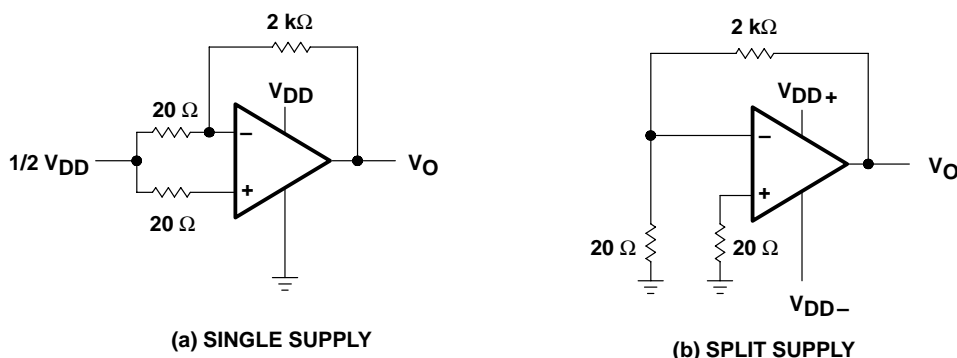 2 kΩ
VDD
20 Ω
−
1/2 VDD
VO
+
20 Ω
(a) SINGLE SUPPLY
2 kΩ
VDD+
−
VO
+
20 Ω
20 Ω
VDD−
(b) SPLIT SUPPLY